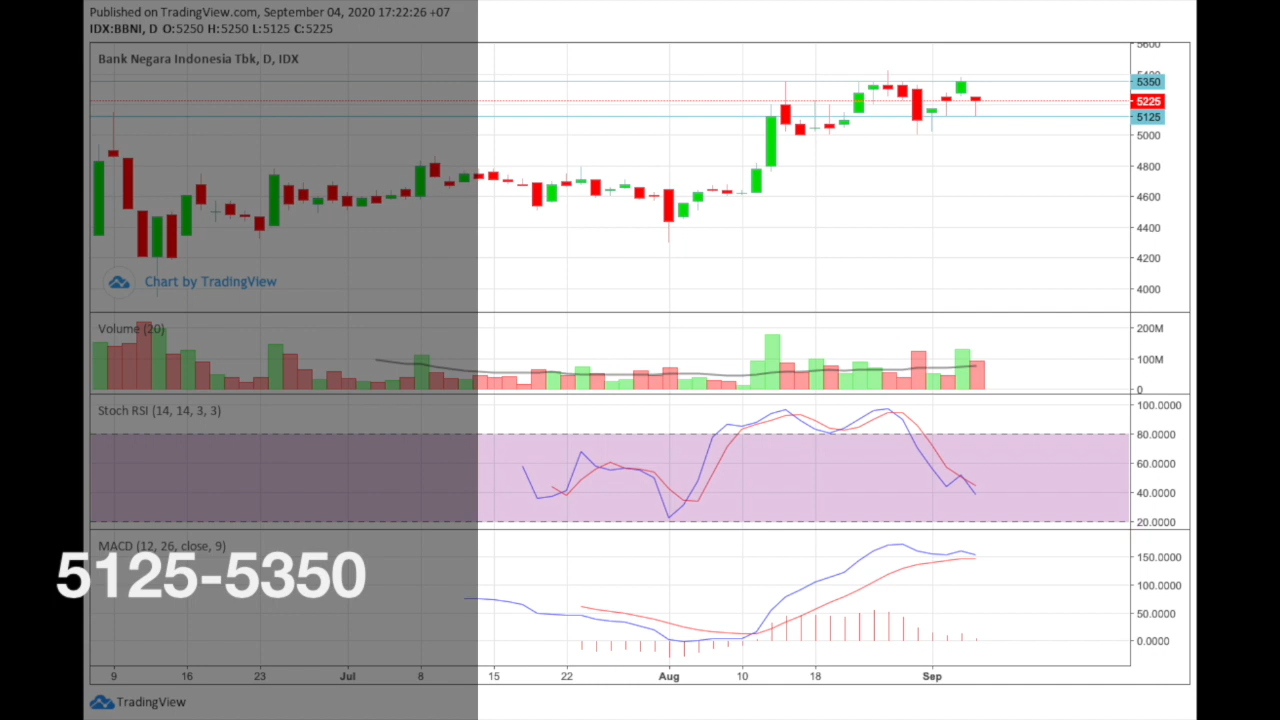 Published on TradingView.com, September 04, 2020 17:22:26 +07
IDX:BBNI, D O:5250 H:5250 L:5125 C:5225
Bank Negara Indonesia Tbk, D, IDX
5600
5400
5350
5225
5125
5000
4800
4600
4400
4200
4000
Chart by TradingView
Volume (20)
200M
100M
0
Stoch RSI (14, 14, 3, 3)
100.0000
80.0000
60.0000
40.0000
20.0000
MACD (12, 26, close, 9)
5125-5350
150.0000
100.0000
50.0000
0.0000
9 16 23 Jul 8 15 22 Aug 10 18 Sep
TradingView